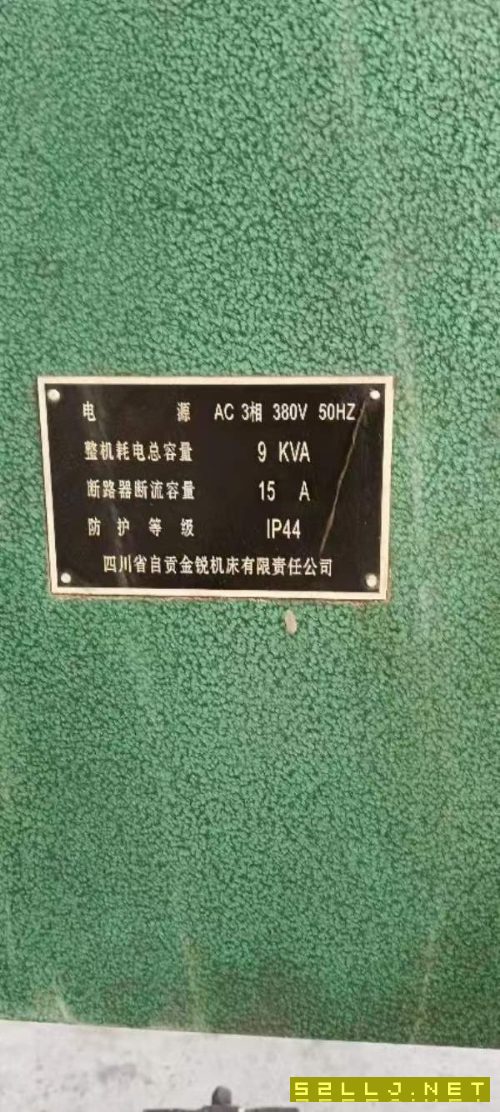 电源 AC 3相 380V 50HZ
整机耗电总容量 9 KVA
断路器断流容量 15 A
防护等级 IP44
四川省自贡金锐机床有限责任公司
52LLJ.NET